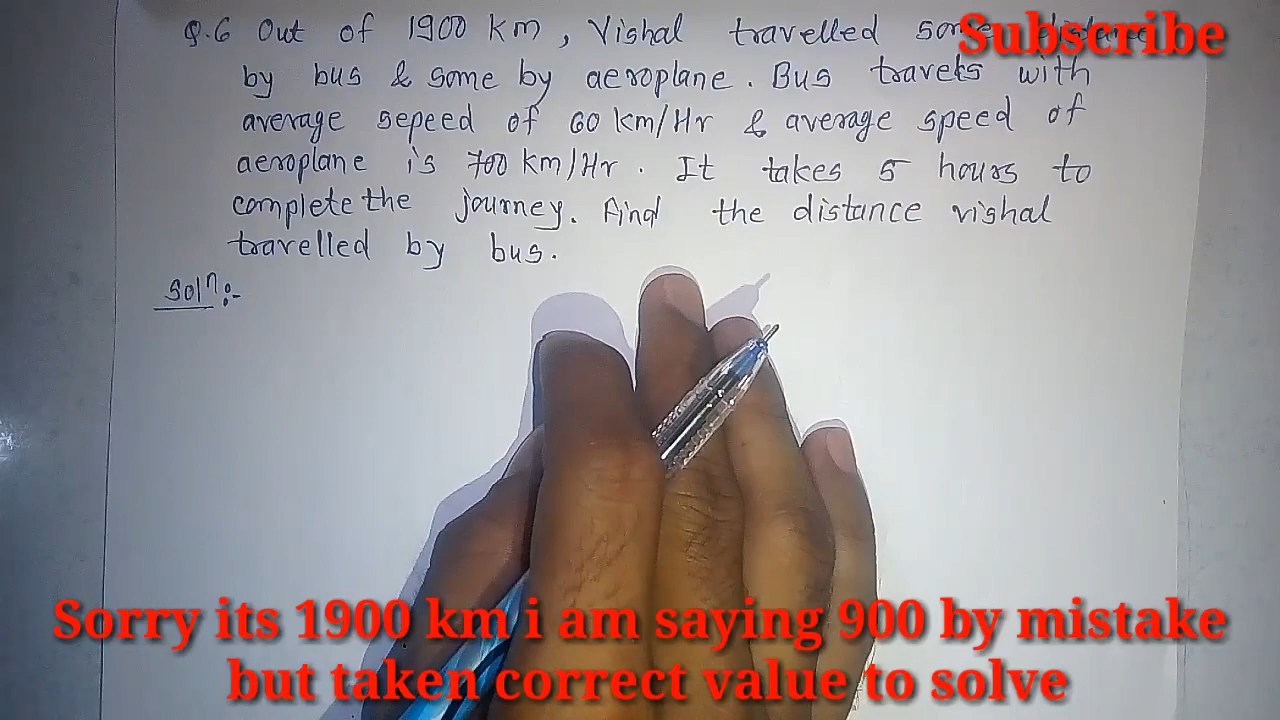 Q.6 Out of 1900 km, Vishal travelled some distance
Subscribe
by bus & some by aeroplane. Bus travels with
average sepeed of 60 km/Hr & average speed of
aeroplane is 700 km/Hr. It takes 5 hours to
complete the journey. Find the distance vishal
travelled by bus.
Solⁿ:-
Sorry its 1900 km i am saying 900 by mistake
but taken correct value to solve